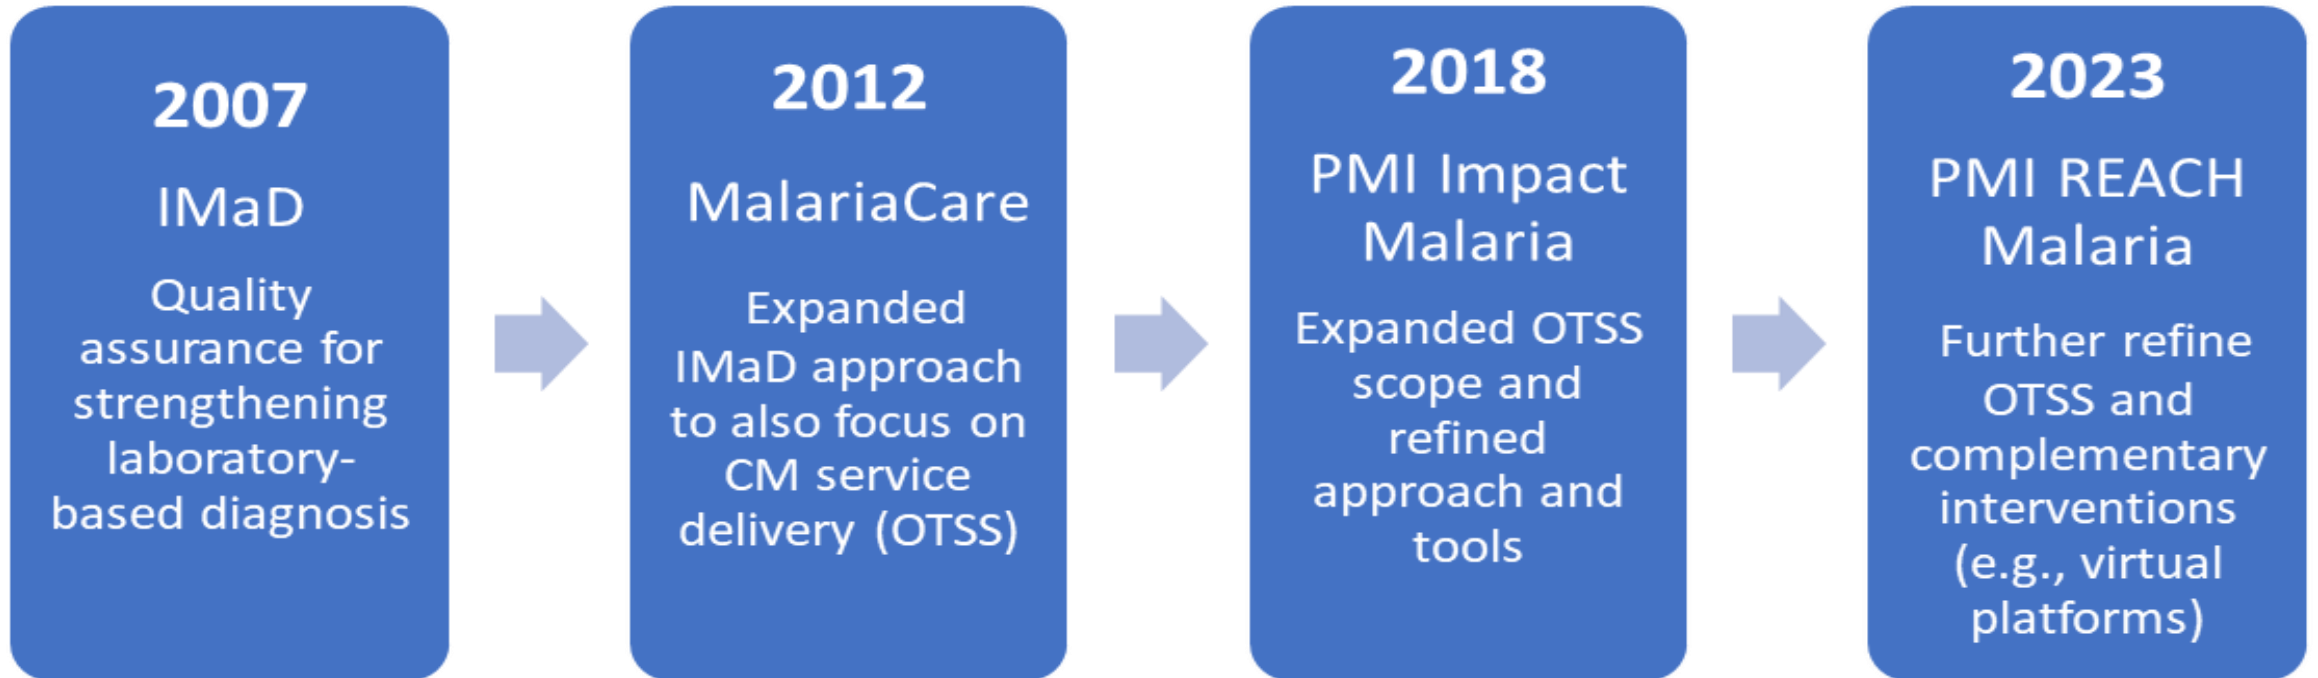 2007
IMaD
Quality
assurance for
strengthening
laboratory-
based diagnosis
2012
MalariaCare
Expanded
IMaD approach
to also focus on
CM service
delivery (OTSS)
2018
PMI Impact
Malaria
Expanded OTSS
scope and
refined
approach and
tools
2023
PMI REACH
Malaria
Further refine
OTSS and
complementary
interventions
(e.g., virtual
platforms)